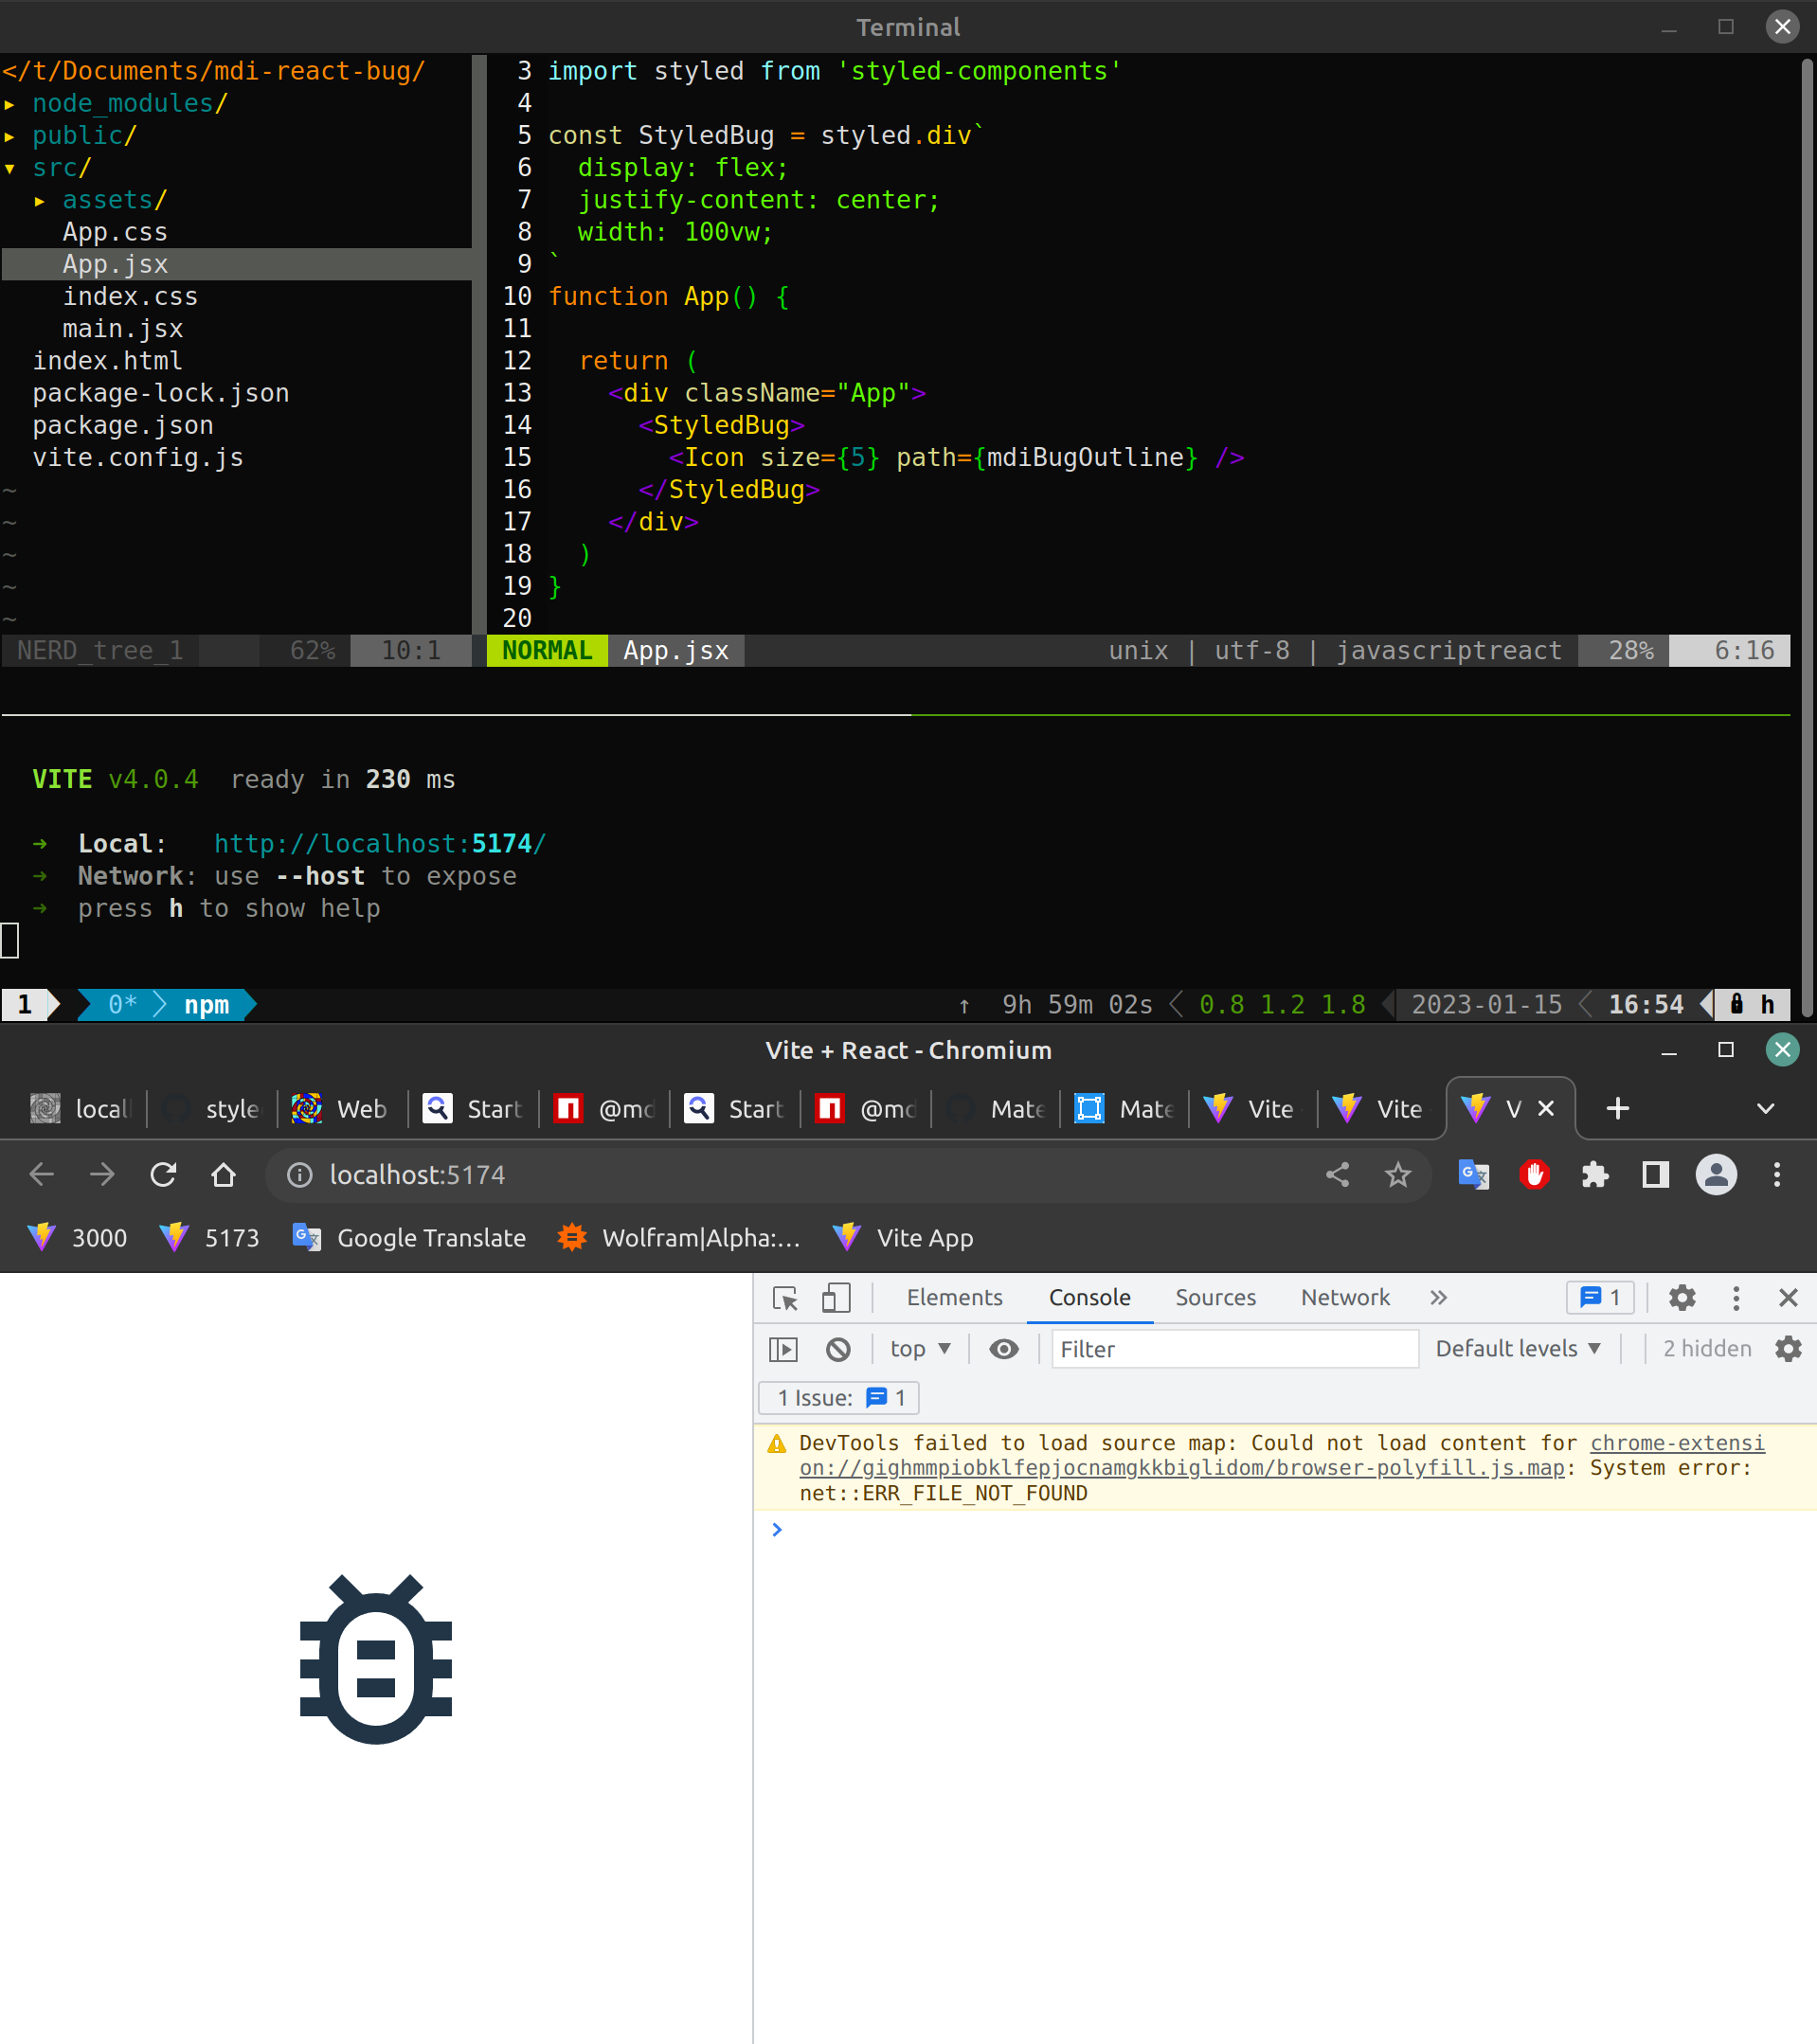 Terminal
</t/Documents/mdi-react-bug/
▸ node_modules/
▸ public/
▾ src/
▸ assets/
App.css
App.jsx
index.css
main.jsx
index.html
package-lock.json
package.json
vite.config.js
~
~
~
~
~
NERD_tree_1 62% 10:1
3 import styled from 'styled-components'
4
5 const StyledBug = styled.div`
6   display: flex;
7   justify-content: center;
8   width: 100vw;
9 `
10 function App() {
11
12   return (
13     <div className="App">
14       <StyledBug>
15         <Icon size={5} path={mdiBugOutline} />
16       </StyledBug>
17     </div>
18   )
19 }
20
NORMAL App.jsx unix | utf-8 | javascriptreact 28% 6:16
VITE v4.0.4 ready in 230 ms
➜ Local: http://localhost:5174/
➜ Network: use --host to expose
➜ press h to show help
1 0* npm ↑ 9h 59m 02s 0.8 1.2 1.8 2023-01-15 16:54 h
Vite + React - Chromium
locall style Web Start @md Start @md Mate Mate Vite Vite V
localhost:5174
3000 5173 Google Translate Wolfram|Alpha:... Vite App
Elements Console Sources Network » 1
top Filter Default levels 2 hidden
1 Issue: 1
DevTools failed to load source map: Could not load content for chrome-extensi
on://gighmmpiobklfepjocnamgkkbiglidom/browser-polyfill.js.map: System error:
net::ERR_FILE_NOT_FOUND